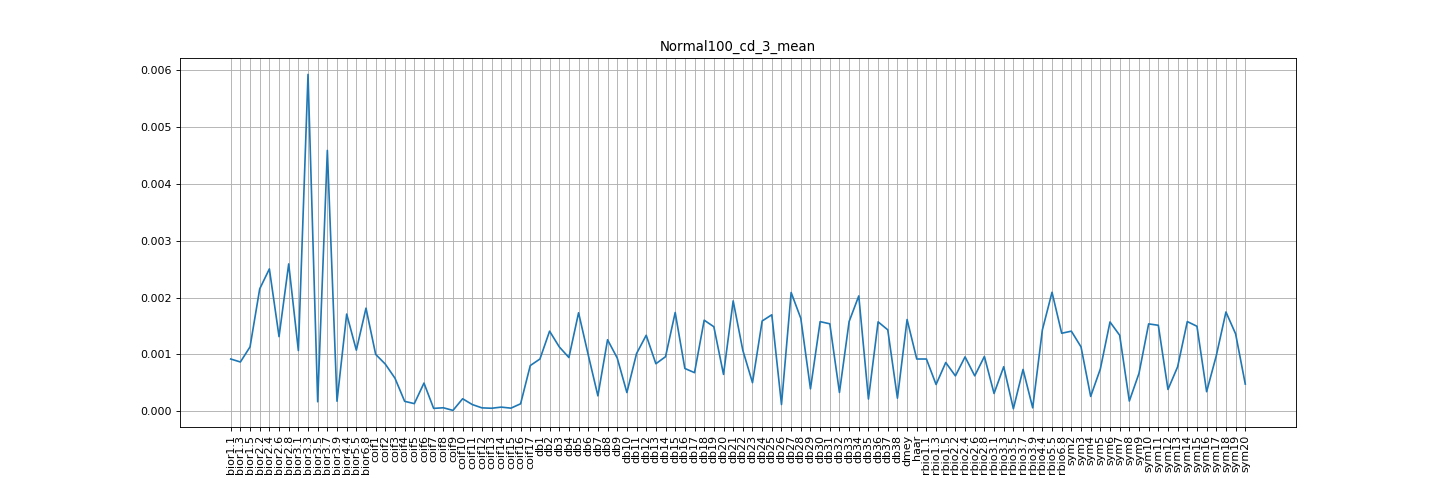 Normal100_cd_3_mean
0.006
0.005
0.004
0.003
0.002
0.001
0.000
bior1.1
bior1.3
bior1.5
bior2.2
bior2.4
bior2.6
bior2.8
bior3.1
bior3.3
bior3.5
bior3.7
bior3.9
bior4.4
bior5.5
bior6.8
coif1
coif2
coif3
coif4
coif5
coif6
coif7
coif8
coif9
coif10
coif11
coif12
coif13
coif14
coif15
coif16
coif17
db1
db2
db3
db4
db5
db6
db7
db8
db9
db10
db11
db12
db13
db14
db15
db16
db17
db18
db19
db20
db21
db22
db23
db24
db25
db26
db27
db28
db29
db30
db31
db32
db33
db34
db35
db36
db37
db38
dmey
haar
rbio1.1
rbio1.3
rbio1.5
rbio2.2
rbio2.4
rbio2.6
rbio2.8
rbio3.1
rbio3.3
rbio3.5
rbio3.7
rbio3.9
rbio4.4
rbio5.5
rbio6.8
sym2
sym3
sym4
sym5
sym6
sym7
sym8
sym9
sym10
sym11
sym12
sym13
sym14
sym15
sym16
sym17
sym18
sym19
sym20